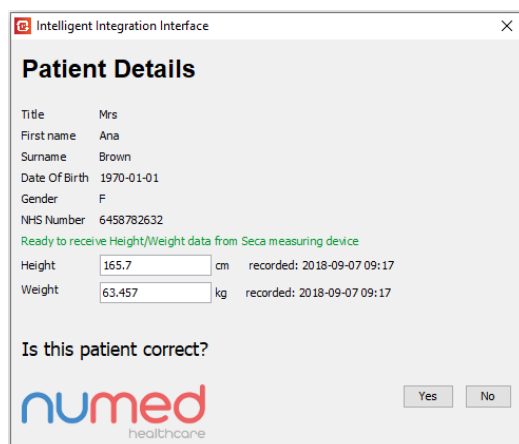 Intelligent Integration Interface
Patient Details
Title Mrs
First name Ana
Surname Brown
Date Of Birth 1970-01-01
Gender F
NHS Number 6458782632
Ready to receive Height/Weight data from Seca measuring device
Height 165.7 cm recorded: 2018-09-07 09:17
Weight 63.457 kg recorded: 2018-09-07 09:17
Is this patient correct?
Yes No
numed
healthcare